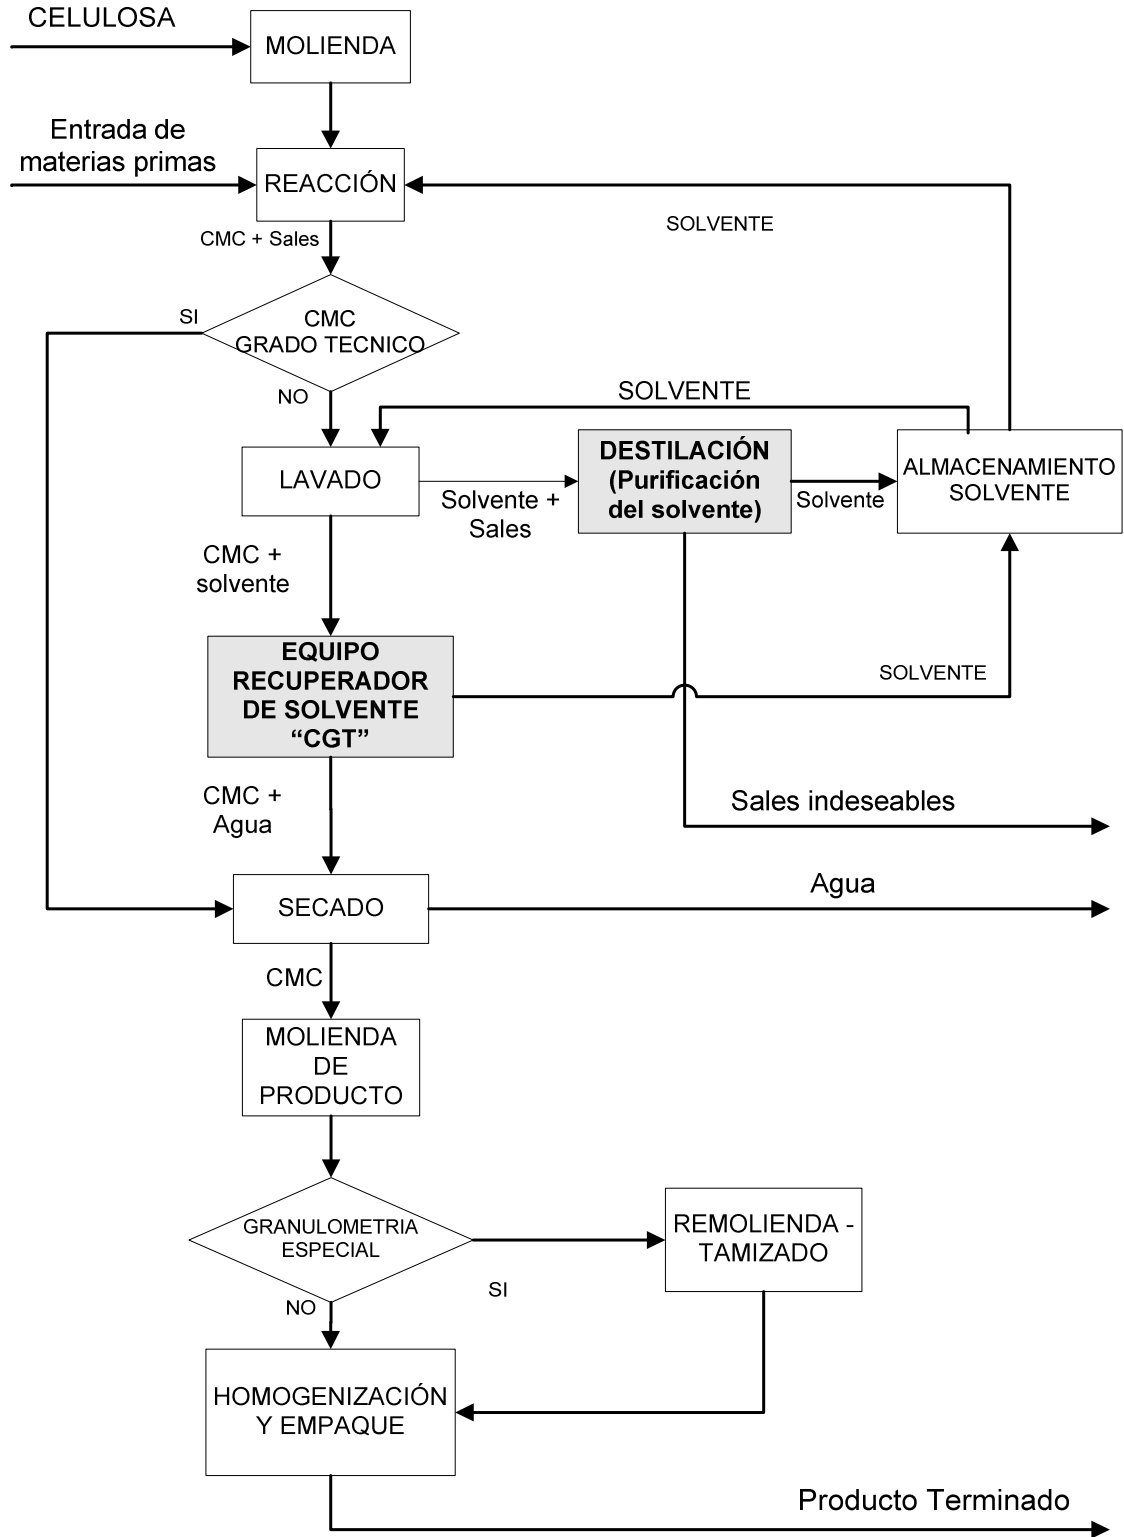 CELULOSA
MOLIENDA
Entrada de
materias primas
REACCIÓN
SOLVENTE
CMC + Sales
SI
CMC
GRADO TECNICO
NO
SOLVENTE
LAVADO
Solvente +
Sales
DESTILACIÓN
(Purificación
del solvente)
Solvente
ALMACENAMIENTO
SOLVENTE
CMC +
solvente
EQUIPO
RECUPERADOR
DE SOLVENTE
“CGT”
SOLVENTE
CMC +
Agua
Sales indeseables
SECADO
Agua
CMC
MOLIENDA
DE
PRODUCTO
GRANULOMETRIA
ESPECIAL
SI
REMOLIENDA -
TAMIZADO
NO
HOMOGENIZACIÓN
Y EMPAQUE
Producto Terminado